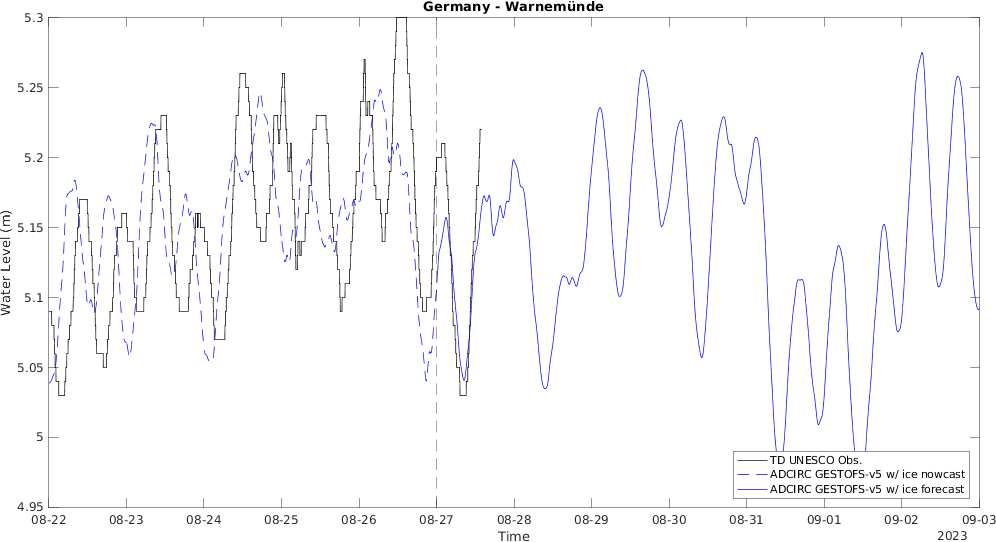 Germany - Warnemünde
Water Level (m)
5.3
5.25
5.2
5.15
5.1
5.05
5
4.95
08-22 08-23 08-24 08-25 08-26 08-27 08-28 08-29 08-30 08-31 09-01 09-02 09-03
Time
2023
TD UNESCO Obs.
ADCIRC GESTOFS-v5 w/ ice nowcast
ADCIRC GESTOFS-v5 w/ ice forecast